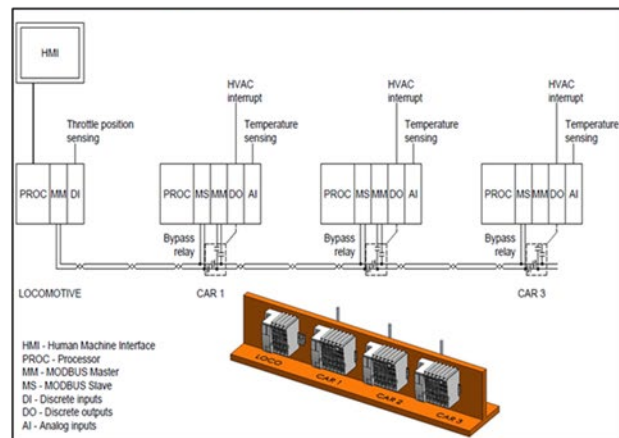 HMI
HVAC interrupt
HVAC interrupt
HVAC interrupt
Throttle position sensing
Temperature sensing
Temperature sensing
Temperature sensing
PROC MM DI
PROC MS MM DO AI
PROC MS MM DO AI
PROC MS MM DO AI
Bypass relay
Bypass relay
Bypass relay
LOCOMOTIVE
CAR 1
CAR 3
HMI - Human Machine Interface
PROC - Processor
MM - MODBUS Master
MS - MODBUS Slave
DI - Discrete inputs
DO - Discrete outputs
AI - Analog inputs
LOCO
CAR 1
CAR 2
CAR 3